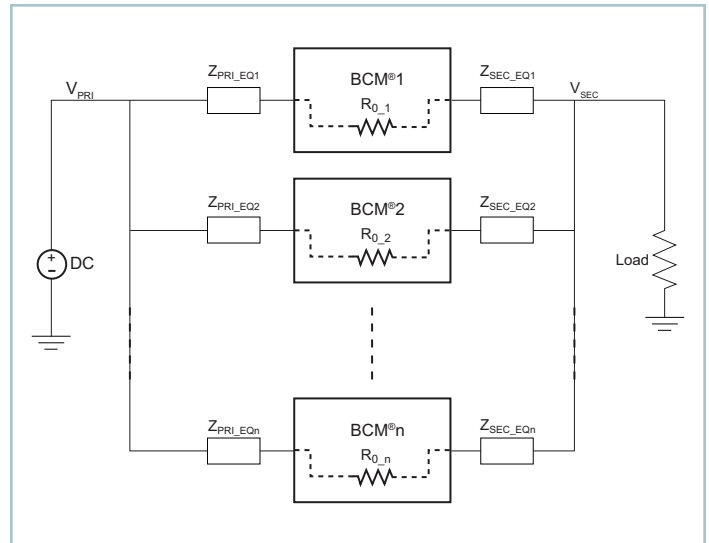 Z_PRI_EQ1 BCM®1 Z_SEC_EQ1
V_PRI R_0_1 V_SEC
Z_PRI_EQ2 BCM®2 Z_SEC_EQ2
R_0_2
+
– DC Load
Z_PRI_EQn BCM®n Z_SEC_EQn
R_0_n